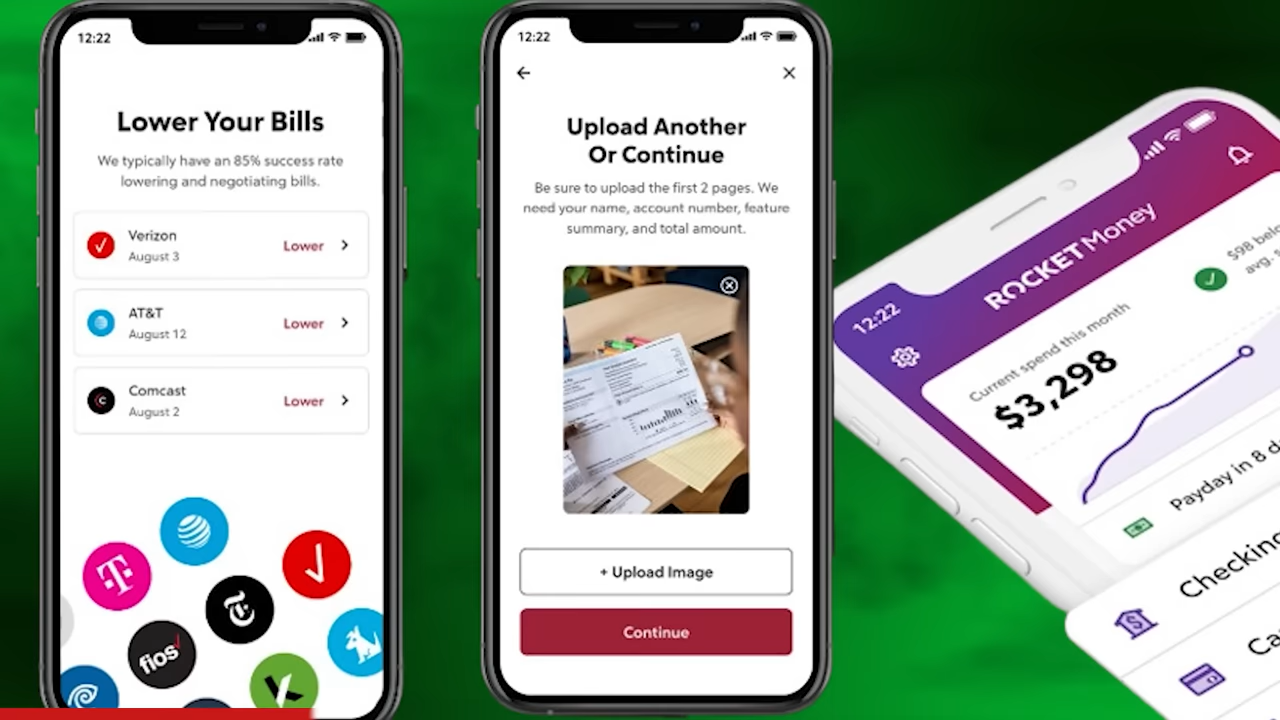 12:22
Lower Your Bills
We typically have an 85% success rate
lowering and negotiating bills.
Verizon
August 3
Lower
AT&T
August 12
Lower
Comcast
August 2
Lower
fios
12:22
Upload Another
Or Continue
Be sure to upload the first 2 pages. We
need your name, account number, feature
summary, and total amount.
+ Upload Image
Continue
12:22
ROCKET Money
Current spend this month
$3,298
$98
avg.
Payday in 8
Checking